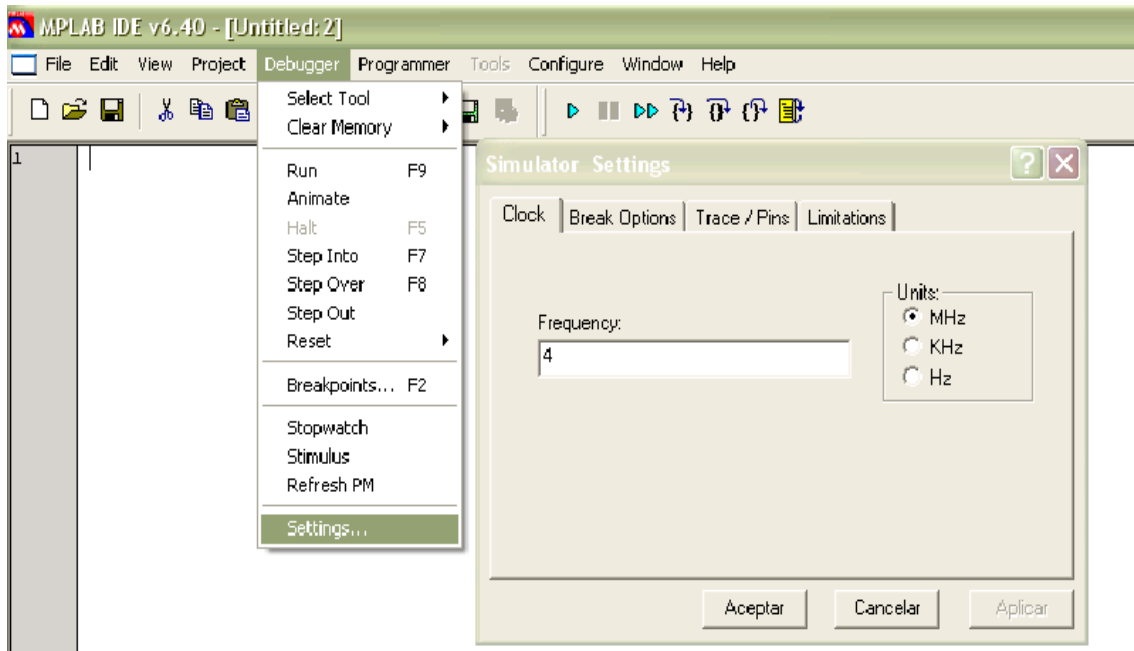 MPLAB IDE v6.40 - [Untitled:2]
File Edit View Project Debugger Programmer Tools Configure Window Help
1
Select Tool
Clear Memory
Run F9
Animate
Halt F5
Step Into F7
Step Over F8
Step Out
Reset
Breakpoints... F2
Stopwatch
Stimulus
Refresh PM
Settings...
Simulator Settings
Clock Break Options Trace / Pins Limitations
Frequency:
4
Units:
MHz
KHz
Hz
Aceptar Cancelar Aplicar